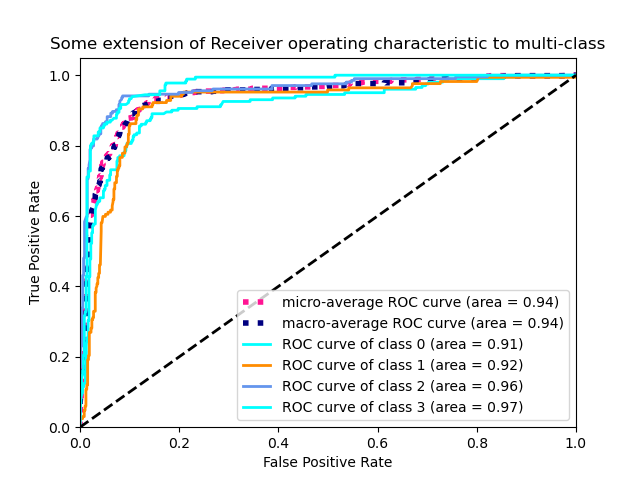 Some extension of Receiver operating characteristic to multi-class
1.0
0.8
0.6
0.4
0.2
0.0
True Positive Rate
micro-average ROC curve (area = 0.94)
macro-average ROC curve (area = 0.94)
ROC curve of class 0 (area = 0.91)
ROC curve of class 1 (area = 0.92)
ROC curve of class 2 (area = 0.96)
ROC curve of class 3 (area = 0.97)
0.0 0.2 0.4 0.6 0.8 1.0
False Positive Rate